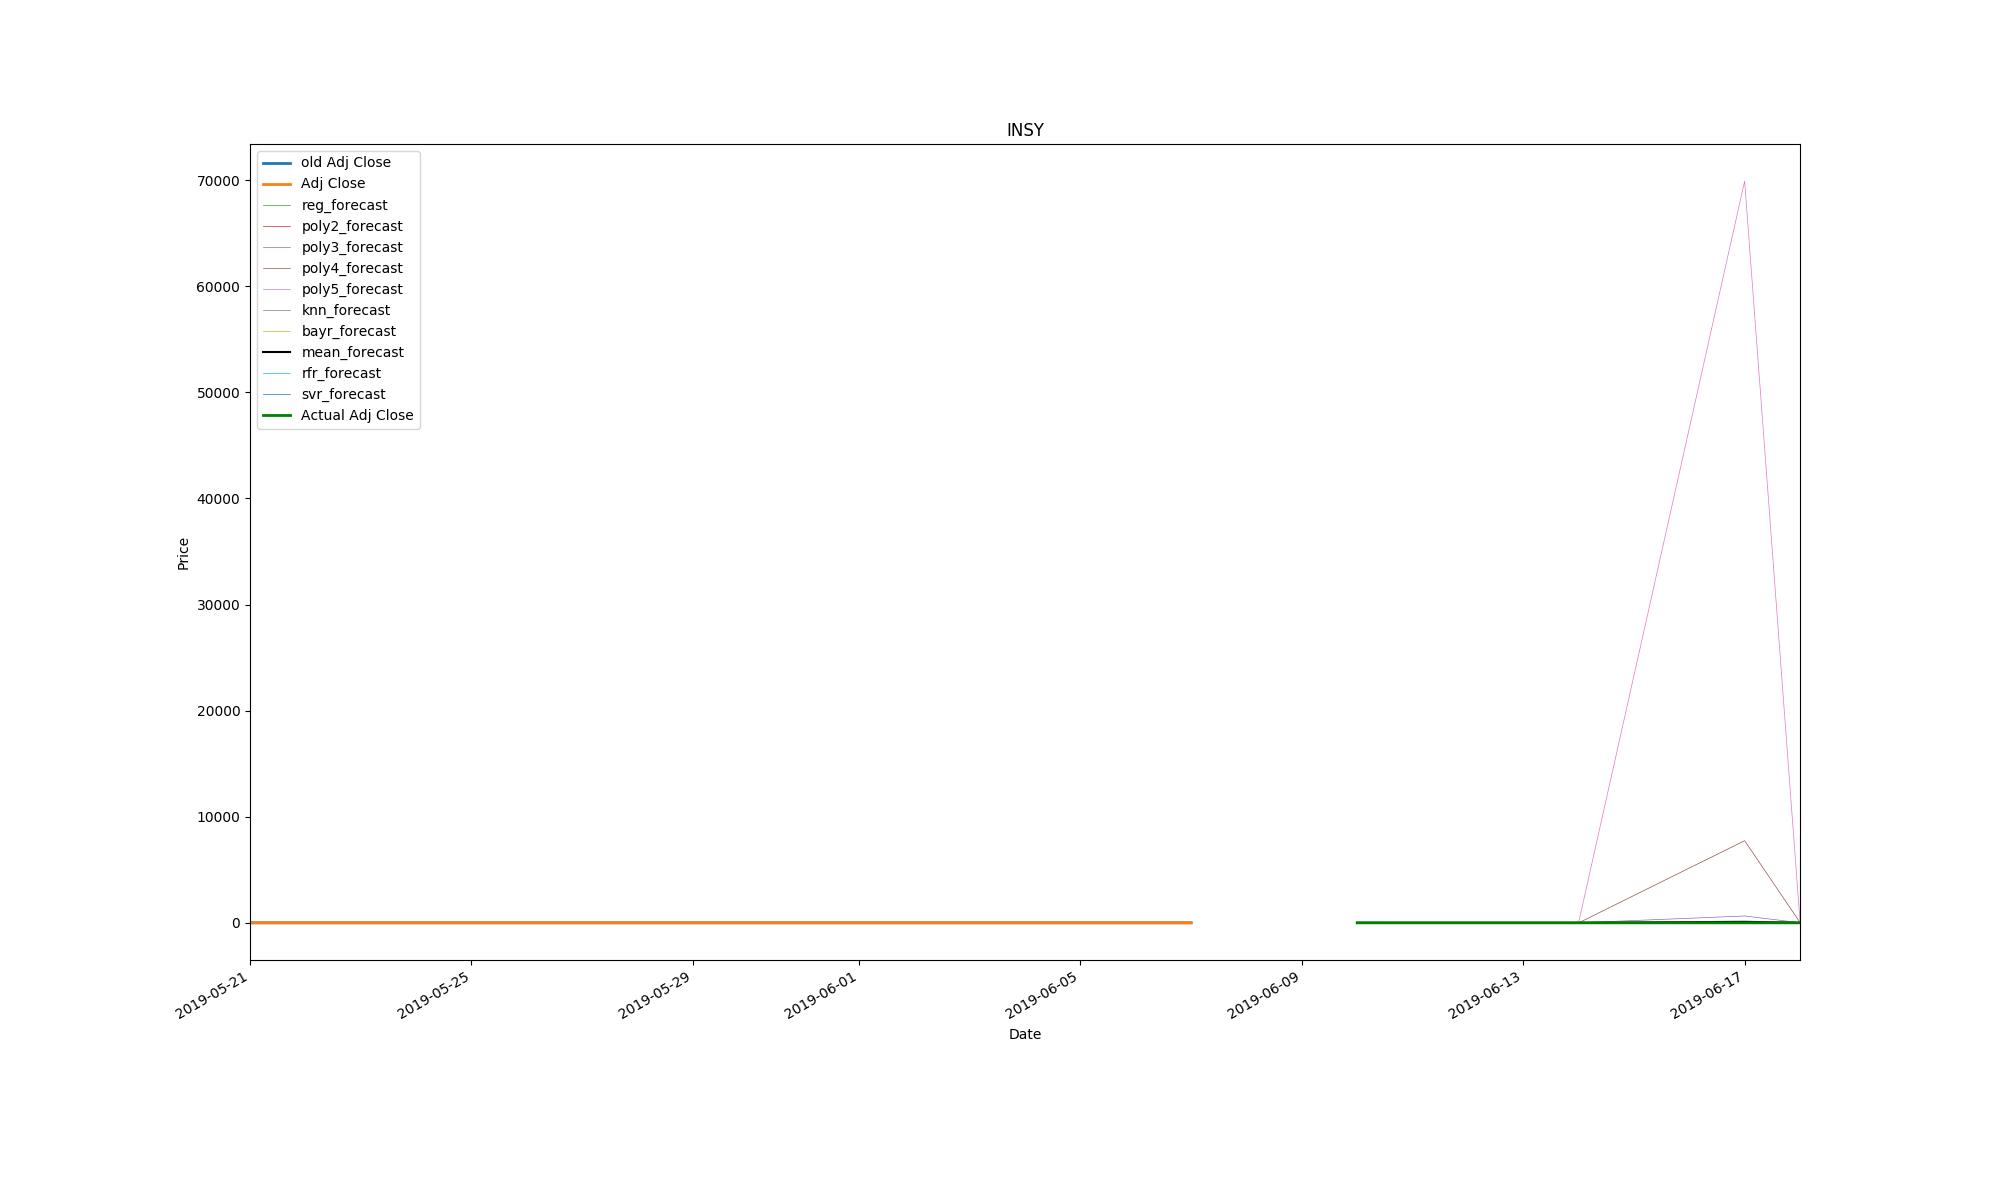 INSY
old Adj Close
Adj Close
reg_forecast
poly2_forecast
poly3_forecast
poly4_forecast
poly5_forecast
knn_forecast
bayr_forecast
mean_forecast
rfr_forecast
svr_forecast
Actual Adj Close
70000
60000
50000
40000
30000
20000
10000
0
Price
2019-05-21
2019-05-25
2019-05-29
2019-06-01
2019-06-05
2019-06-09
2019-06-13
2019-06-17
Date